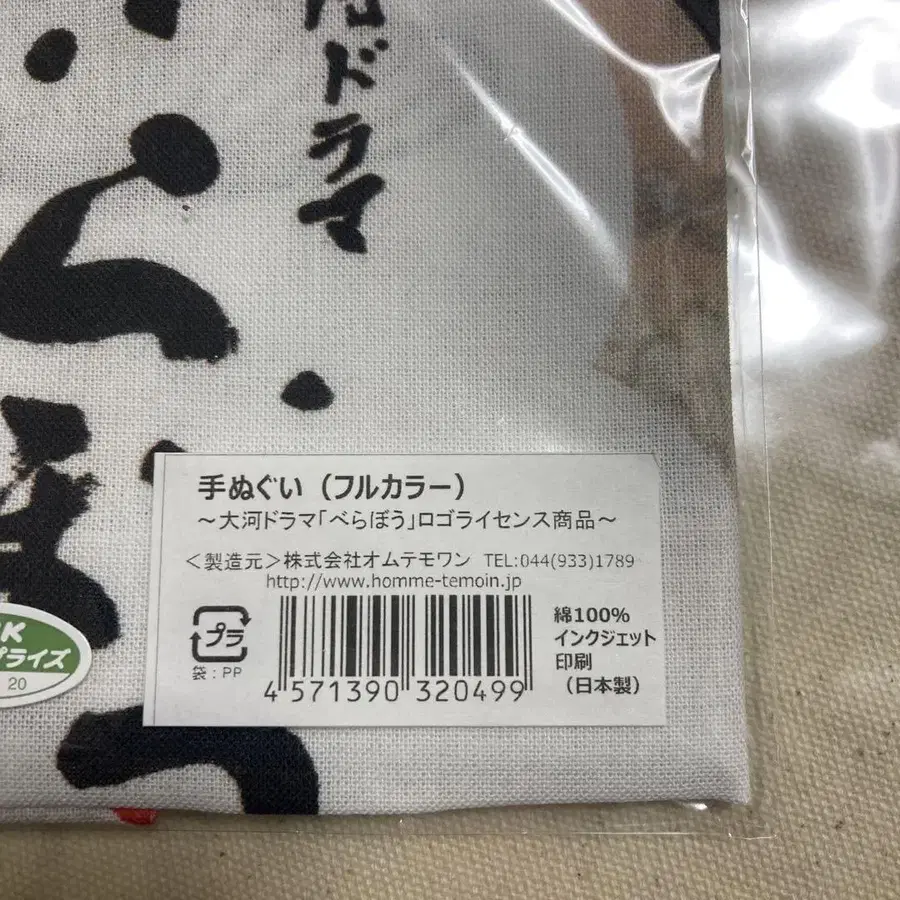 河ドラマ
らぼう
手ぬぐい（フルカラー）
～大河ドラマ「べらぼう」ロゴライセンス商品～
＜製造元＞株式会社オムテモワン TEL:044(933)1789
http://www.homme-temoin.jp
プラ
袋：PP
4 571390 320499
綿100%
インクジェット
印刷
（日本製）
K
プライズ
20